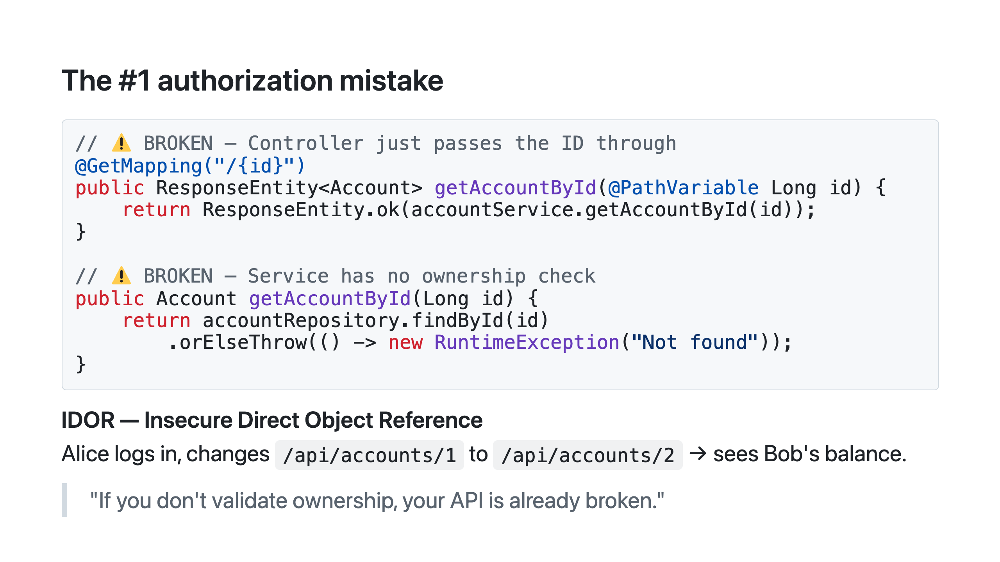 The #1 authorization mistake
// ⚠️ BROKEN — Controller just passes the ID through
@GetMapping("/{id}")
public ResponseEntity<Account> getAccountById(@PathVariable Long id) {
    return ResponseEntity.ok(accountService.getAccountById(id));
}

// ⚠️ BROKEN — Service has no ownership check
public Account getAccountById(Long id) {
    return accountRepository.findById(id)
        .orElseThrow(() -> new RuntimeException("Not found"));
}
IDOR — Insecure Direct Object Reference
Alice logs in, changes /api/accounts/1 to /api/accounts/2 → sees Bob's balance.
"If you don't validate ownership, your API is already broken."